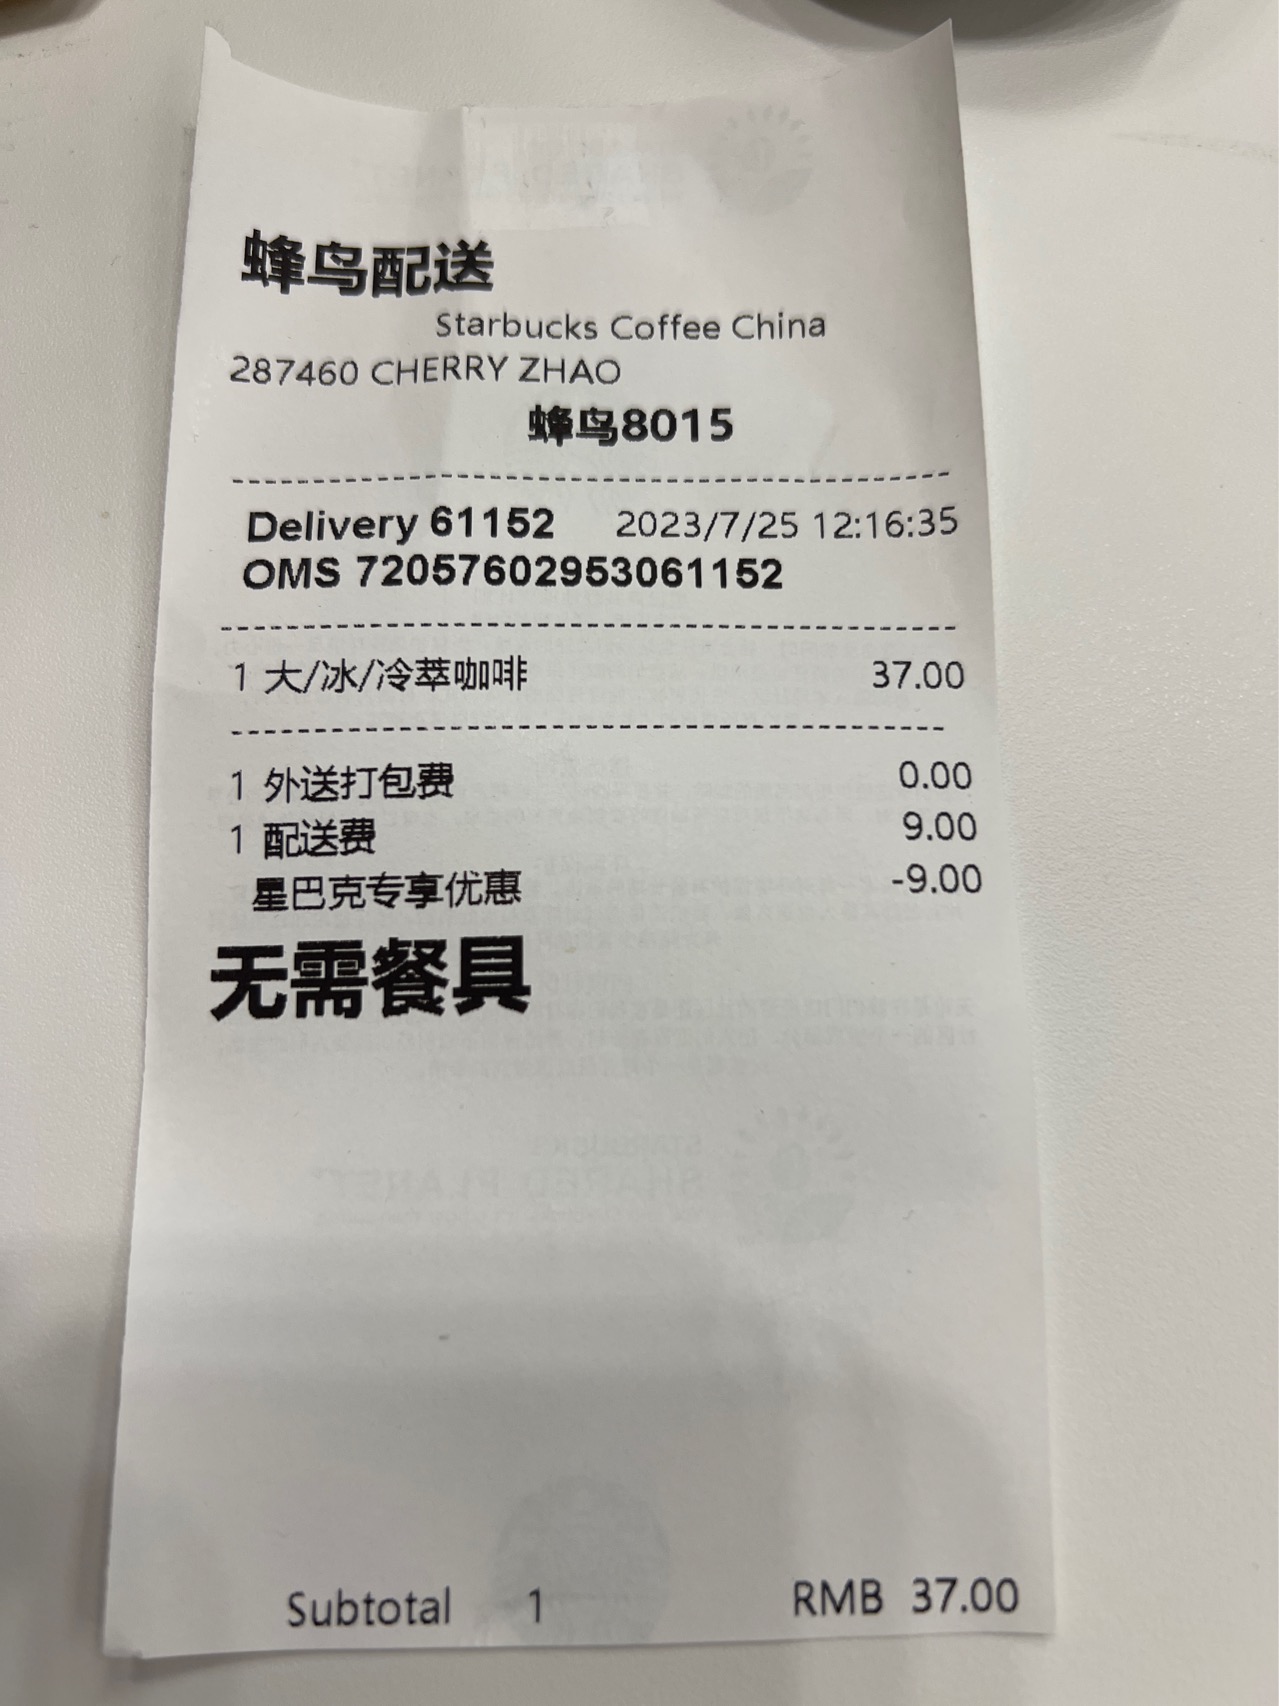 蜂鸟配送
Starbucks Coffee China
287460 CHERRY ZHAO
蜂鸟8015
Delivery 61152 2023/7/25 12:16:35
OMS 72057602953061152
1 大/冰/冷萃咖啡 37.00
1 外送打包费 0.00
1 配送费 9.00
星巴克专享优惠 -9.00
无需餐具
Subtotal 1 RMB 37.00